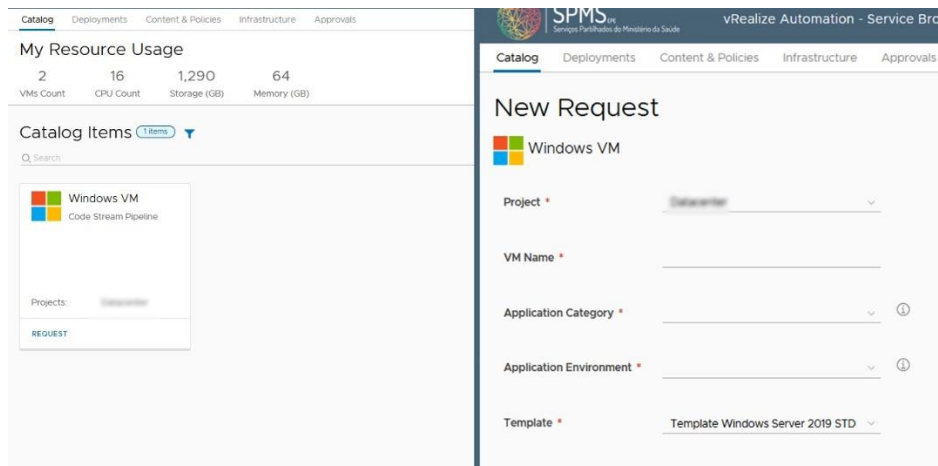 Catalog Deployments Content & Policies Infrastructure Approvals
My Resource Usage
2 16 1,290 64
VMs Count CPU Count Storage (GB) Memory (GB)
Catalog Items 1 items
Search
Windows VM
Code Stream Pipeline
Projects:
REQUEST
SPMS EPE
Serviços Partilhados do Ministério da Saúde
vRealize Automation - Service Bro
Catalog Deployments Content & Policies Infrastructure Approvals
New Request
Windows VM
Project *
VM Name *
Application Category *
Application Environment *
Template * Template Windows Server 2019 STD